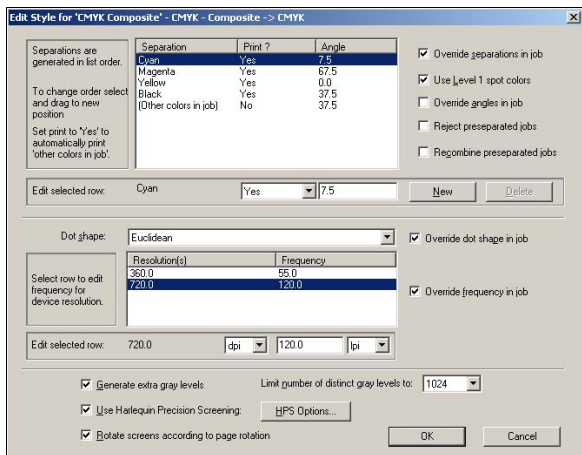 Edit Style for 'CMYK Composite' - CMYK - Composite -> CMYK
Separations are
generated in list order.
To change order select
and drag to new
position
Set print to 'Yes' to
automatically print
'other colors in job'.
Separation Print ? Angle
Cyan Yes 7.5
Magenta Yes 67.5
Yellow Yes 0.0
Black Yes 37.5
(Other colors in job) No 37.5
Override separations in job
Use Level 1 spot colors
Override angles in job
Reject preseparated jobs
Recombine preseparated jobs
Edit selected row: Cyan Yes 7.5 New Delete
Dot shape: Euclidean Override dot shape in job
Select row to edit
frequency for
device resolution.
Resolution(s) Frequency
360.0 55.0
720.0 120.0
Override frequency in job
Edit selected row: 720.0 dpi 120.0 lpi
Generate extra gray levels Limit number of distinct gray levels to: 1024
Use Harlequin Precision Screening: HPS Options...
Rotate screens according to page rotation OK Cancel